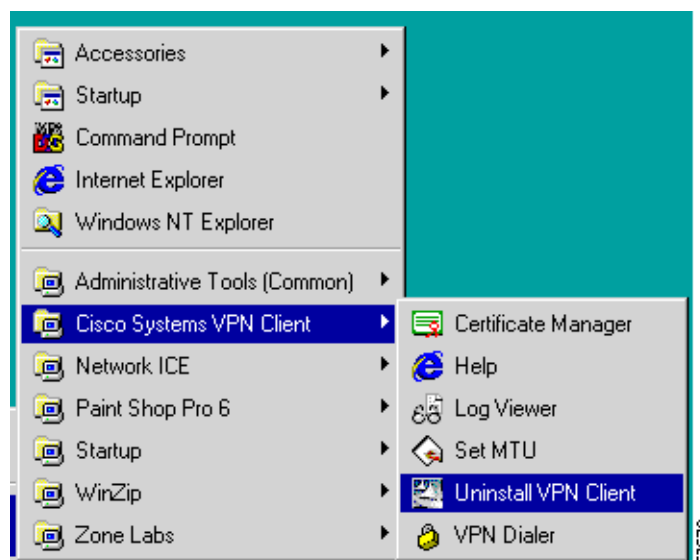 Accessories
Startup
Command Prompt
Internet Explorer
Windows NT Explorer
Administrative Tools (Common)
Cisco Systems VPN Client
Network ICE
Paint Shop Pro 6
Startup
WinZip
Zone Labs
Certificate Manager
Help
Log Viewer
Set MTU
Uninstall VPN Client
VPN Dialer